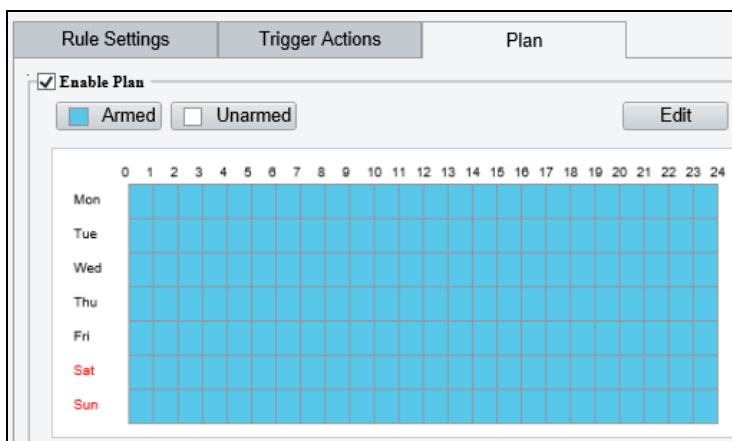 Rule Settings Trigger Actions Plan
Enable Plan
Armed Unarmed Edit
0 1 2 3 4 5 6 7 8 9 10 11 12 13 14 15 16 17 18 19 20 21 22 23 24
Mon
Tue
Wed
Thu
Fri
Sat
Sun